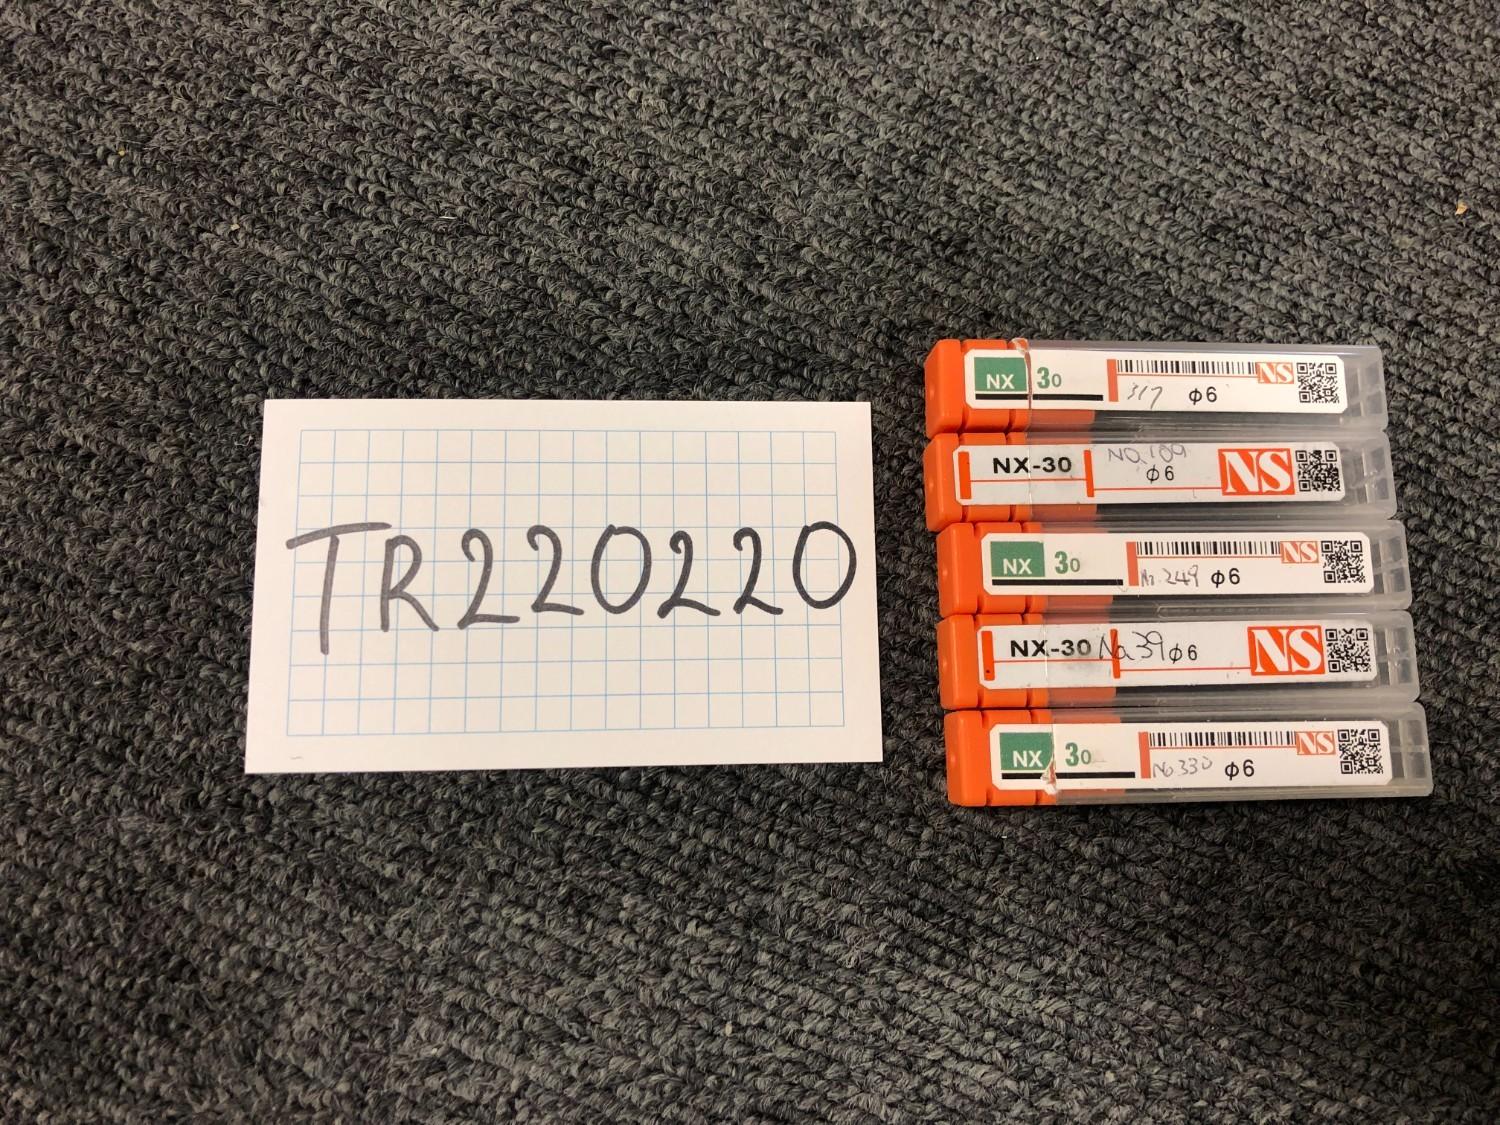 TR220220
NX 30 317 φ6 NS
NX-30 No.189 φ6 NS
NX 30 No.249 φ6 NS
NX-30 No.39 φ6 NS
NX 30 No.330 φ6 NS